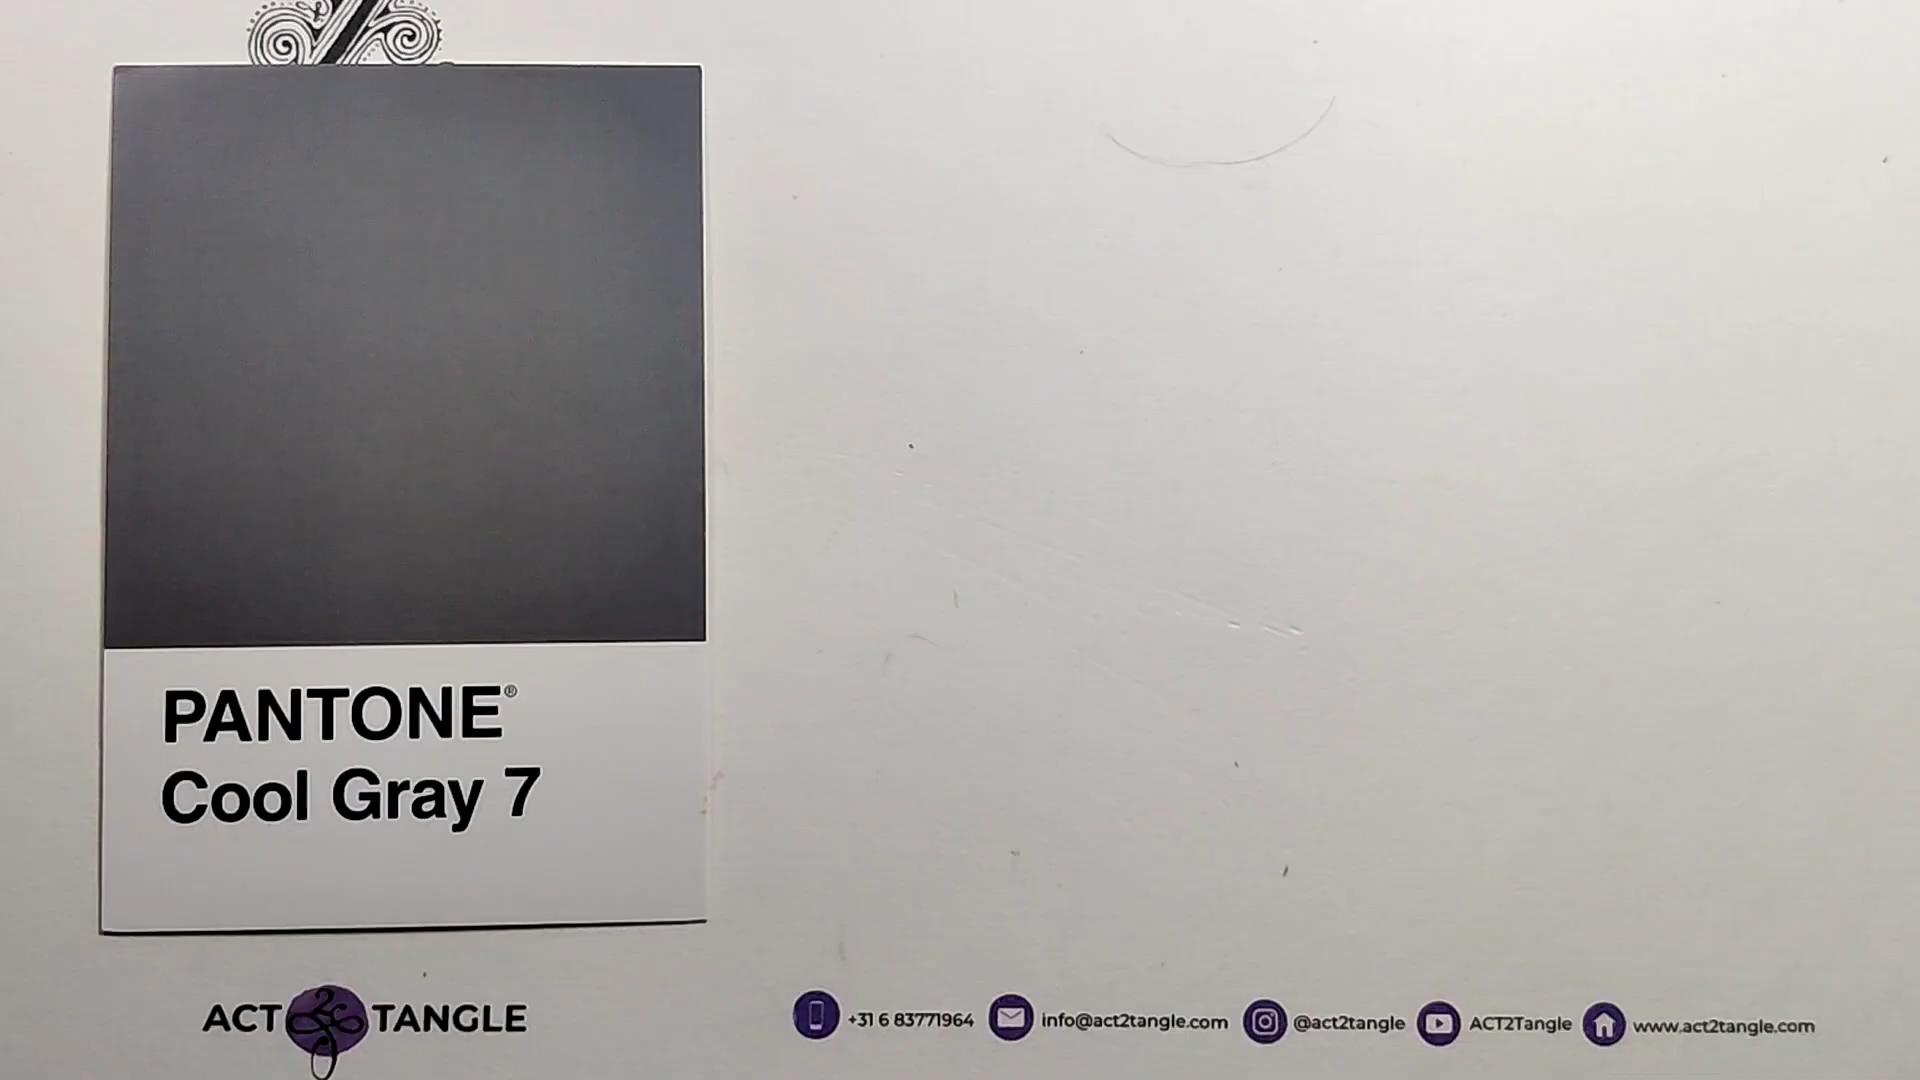 PANTONE®
Cool Gray 7
ACT TANGLE
+31 6 83771964 info@act2tangle.com @act2tangle ACT2Tangle www.act2tangle.com